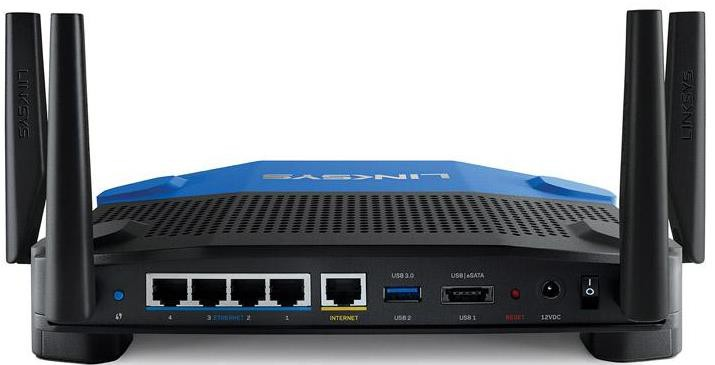 LINKSYS
LINKSYS
LINKSYS
USB 3.0
USB|eSATA
4 3 ETHERNET 2 1
INTERNET
USB 2
USB 1
RESET
12VDC
I
O